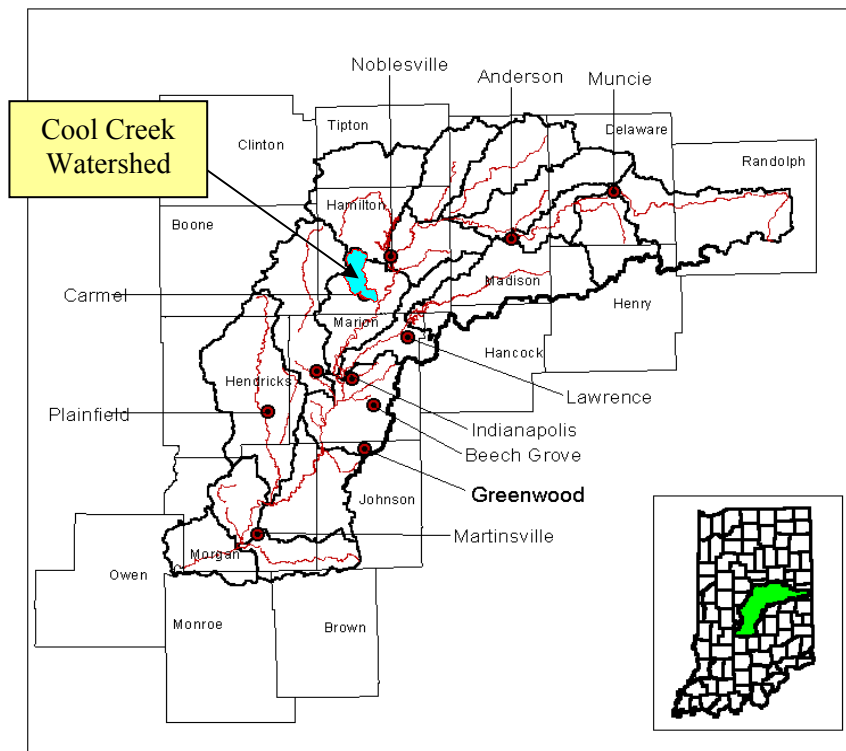 Noblesville
Anderson
Muncie
Cool Creek
Watershed
Tipton
Clinton
Delaware
Randolph
Hamilton
Boone
Carmel
Madison
Henry
Marion
Hancock
Hendricks
Lawrence
Plainfield
Indianapolis
Beech Grove
Greenwood
Johnson
Martinsville
Morgan
Owen
Monroe
Brown